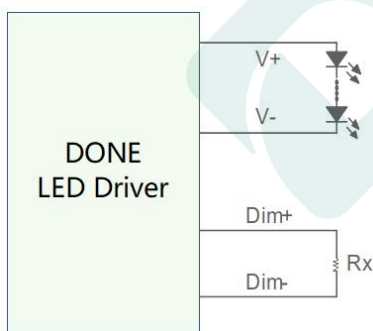 V+
V-
DONE
LED Driver
Dim+
Rx
Dim-